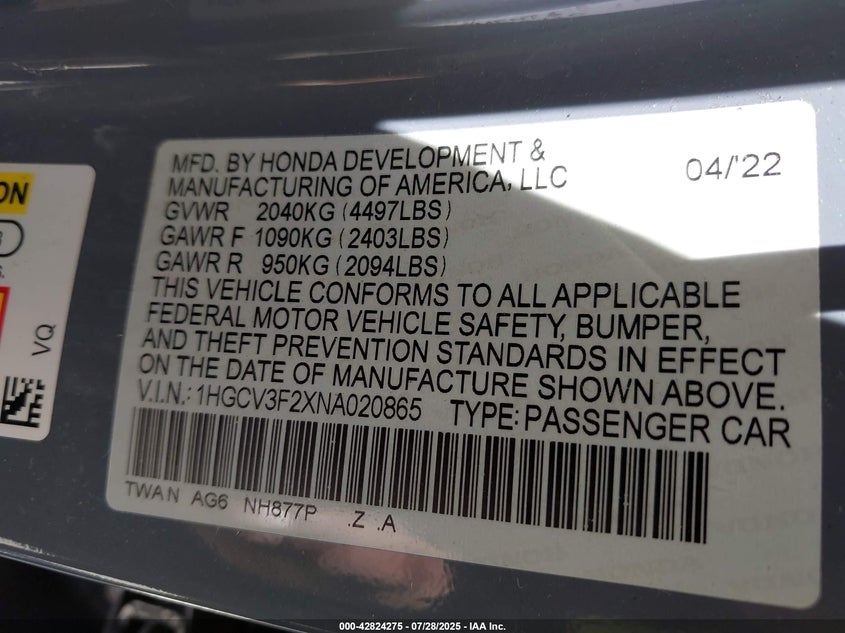 ON
VQ
MFD. BY HONDA DEVELOPMENT &
MANUFACTURING OF AMERICA, LLC
04/'22
GVWR 2040KG (4497LBS)
GAWR F 1090KG (2403LBS)
GAWR R 950KG (2094LBS)
THIS VEHICLE CONFORMS TO ALL APPLICABLE
FEDERAL MOTOR VEHICLE SAFETY, BUMPER,
AND THEFT PREVENTION STANDARDS IN EFFECT
ON THE DATE OF MANUFACTURE SHOWN ABOVE.
V.I.N.: 1HGCV3F2XNA020865 TYPE: PASSENGER CAR
TWAN AG6 NH877P .Z .A
000-42824275 — 07/28/2025 — IAA Inc.